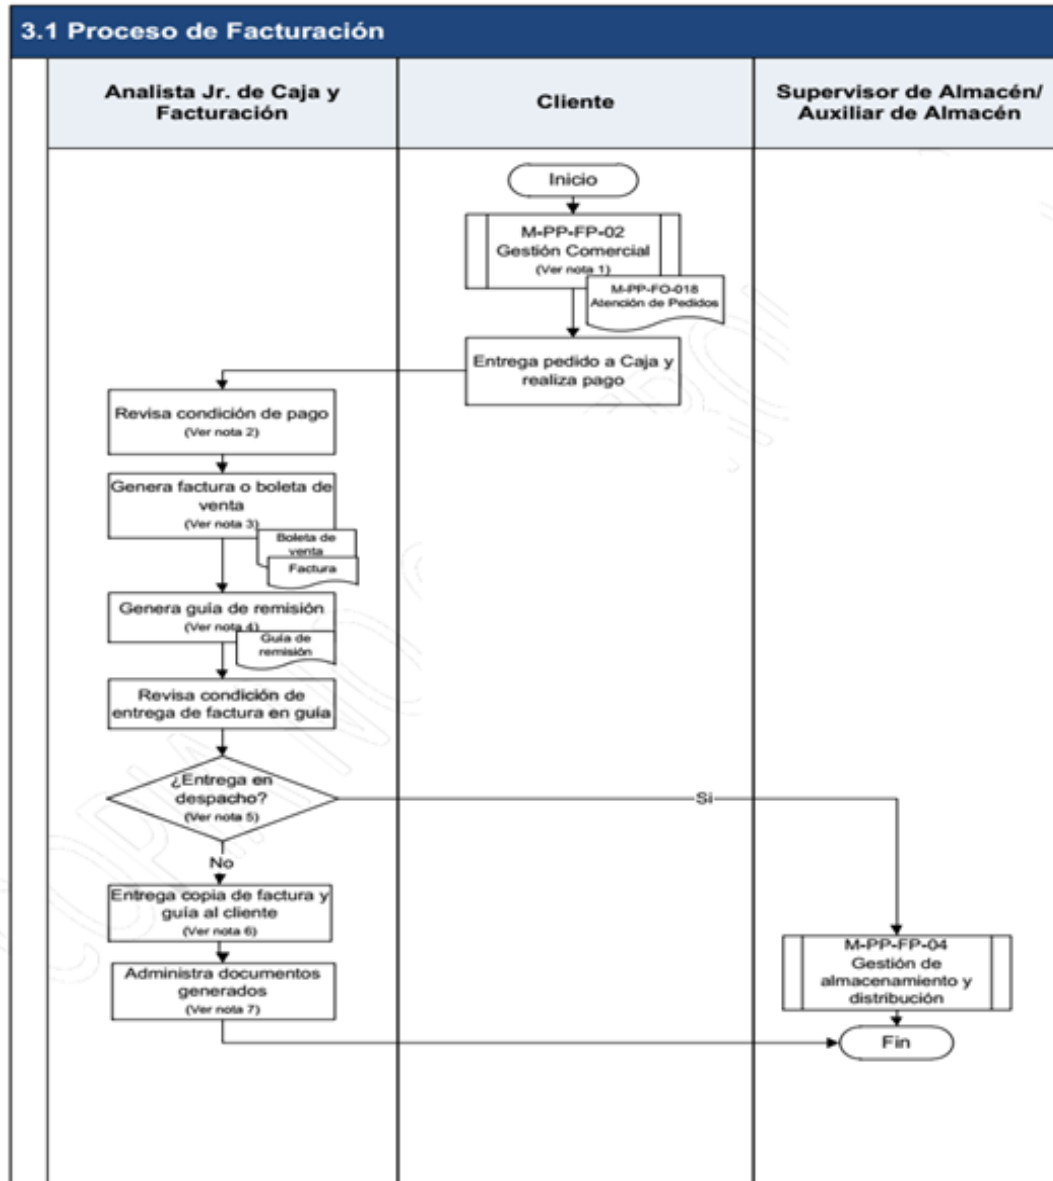 3.1 Proceso de Facturación
Analista Jr. de Caja y
Facturación
Cliente
Supervisor de Almacén/
Auxiliar de Almacén
Inicio
M-PP-FP-02
Gestión Comercial
(Ver nota 1)
M-PP-FO-018
Atención de Pedidos
Entrega pedido a Caja y
realiza pago
Revisa condición de pago
(Ver nota 2)
Genera factura o boleta de
venta
(Ver nota 3)
Boleta de
venta
Factura
Genera guía de remisión
(Ver nota 4)
Guía de
remisión
Revisa condición de
entrega de factura en guía
¿Entrega en
despacho?
(Ver nota 5)
Si
No
Entrega copia de factura y
guía al cliente
(Ver nota 6)
Administra documentos
generados
(Ver nota 7)
M-PP-FP-04
Gestión de
almacenamiento y
distribución
Fin
COPIA NO